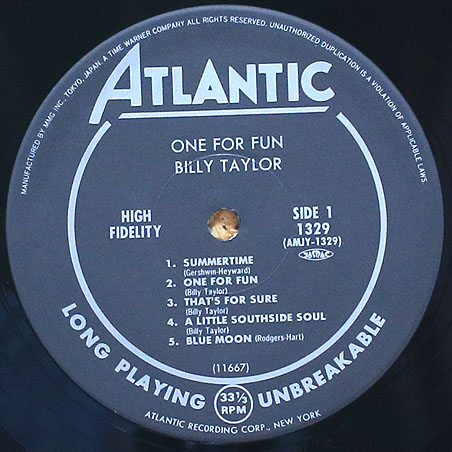 MANUFACTURED BY MMG INC. TOKYO, JAPAN. A TIME WARNER COMPANY ALL RIGHTS RESERVED. UNAUTHORIZED DUPLICATION IS A VIOLATION OF APPLICABLE LAWS
ATLANTIC
ONE FOR FUN
BILLY TAYLOR
HIGH
FIDELITY
SIDE 1
1329
(AMJY-1329)
1. SUMMERTIME
(Gershwin-Heyward)
2. ONE FOR FUN
(Billy Taylor)
3. THAT'S FOR SURE
(Billy Taylor)
4. A LITTLE SOUTHSIDE SOUL
(Billy Taylor)
5. BLUE MOON (Rodgers-Hart)
(11667)
LONG PLAYING UNBREAKABLE
33 1/3
RPM
ATLANTIC RECORDING CORP., NEW YORK